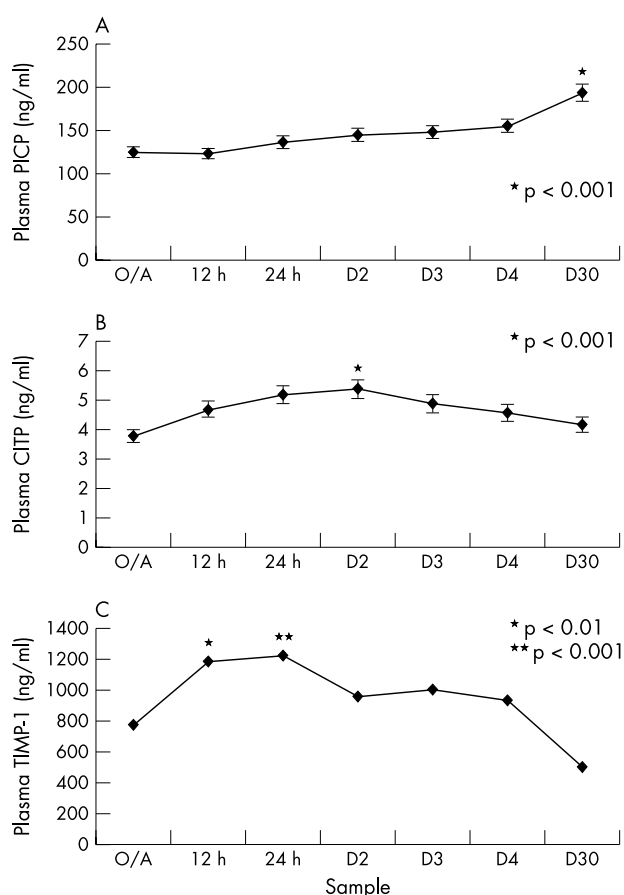 A
Plasma PICP (ng/ml)
250
200
150
100
50
0
★
★ p < 0.001
O/A 12 h 24 h D2 D3 D4 D30
B
Plasma CITP (ng/ml)
7
6
5
4
3
2
1
0
★
★ p < 0.001
O/A 12 h 24 h D2 D3 D4 D30
C
Plasma TIMP-1 (ng/ml)
1400
1200
1000
800
600
400
200
0
★ ★★
★ p < 0.01
★★ p < 0.001
O/A 12 h 24 h D2 D3 D4 D30
Sample